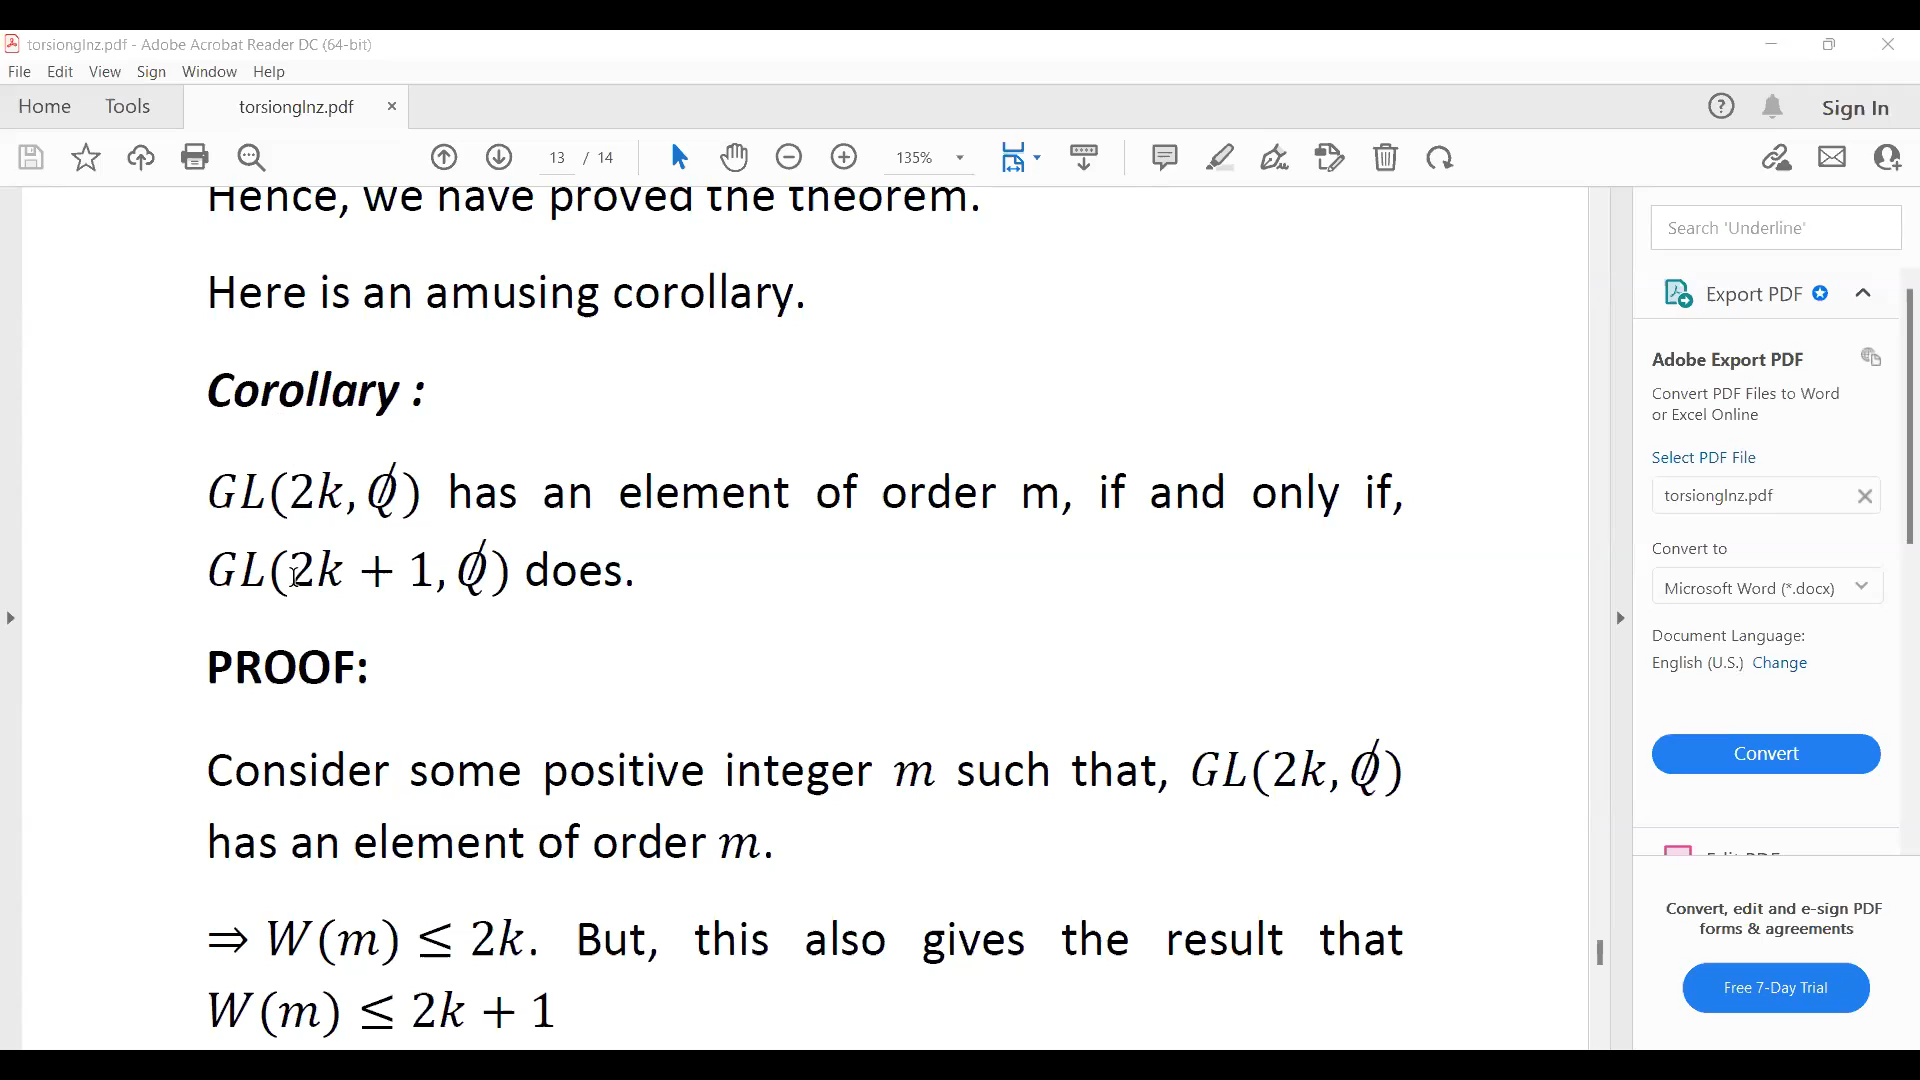 torsionglnz.pdf - Adobe Acrobat Reader DC (64-bit)
File Edit View Sign Window Help
Home Tools torsionglnz.pdf × Sign In
13 / 14 135%
Hence, we have proved the theorem.
Here is an amusing corollary.
Corollary :
GL(2k, Q̸) has an element of order m, if and only if,
GL(2k + 1, Q̸) does.
PROOF:
Consider some positive integer m such that, GL(2k, Q̸)
has an element of order m.
⇒ W(m) ≤ 2k. But, this also gives the result that
W(m) ≤ 2k + 1
Search 'Underline'
Export PDF
Adobe Export PDF
Convert PDF Files to Word
or Excel Online
Select PDF File
torsionglnz.pdf
Convert to
Microsoft Word (*.docx)
Document Language:
English (U.S.) Change
Convert
Convert, edit and e-sign PDF
forms & agreements
Free 7-Day Trial